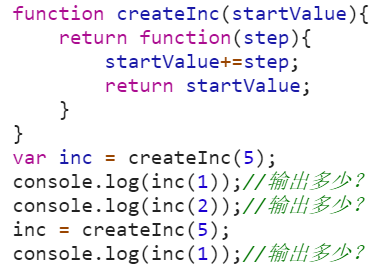 function createInc(startValue){
    return function(step){
        startValue+=step;
        return startValue;
    }
}
var inc = createInc(5);
console.log(inc(1));//输出多少?
console.log(inc(2));//输出多少?
inc = createInc(5);
console.log(inc(1));//输出多少?